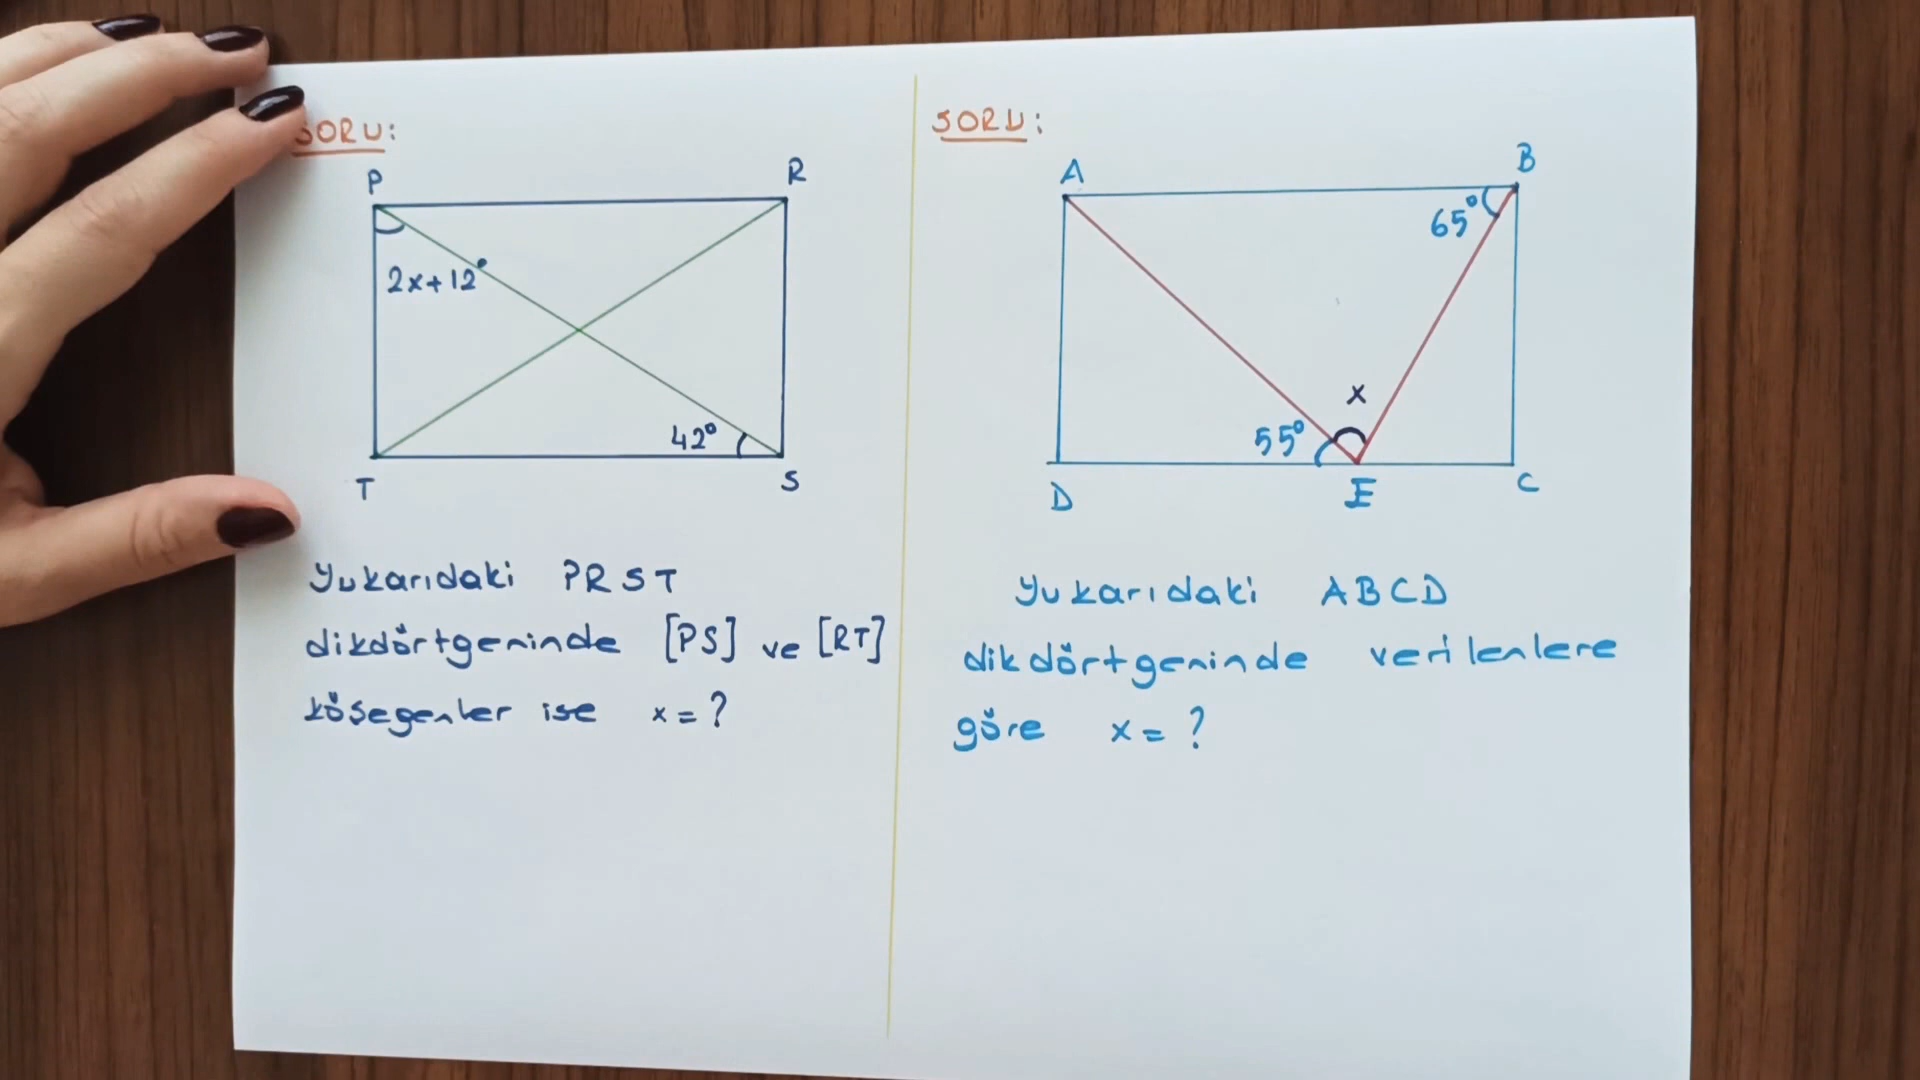 SORU:
P
R
2x+12°
42°
T
S
Yukarıdaki PRST
dikdörtgeninde [PS] ve [RT]
köşegenler ise x=?
SORU:
A
B
65°
x
55°
D
E
C
Yukarıdaki ABCD
dikdörtgeninde verilenlere
göre x=?